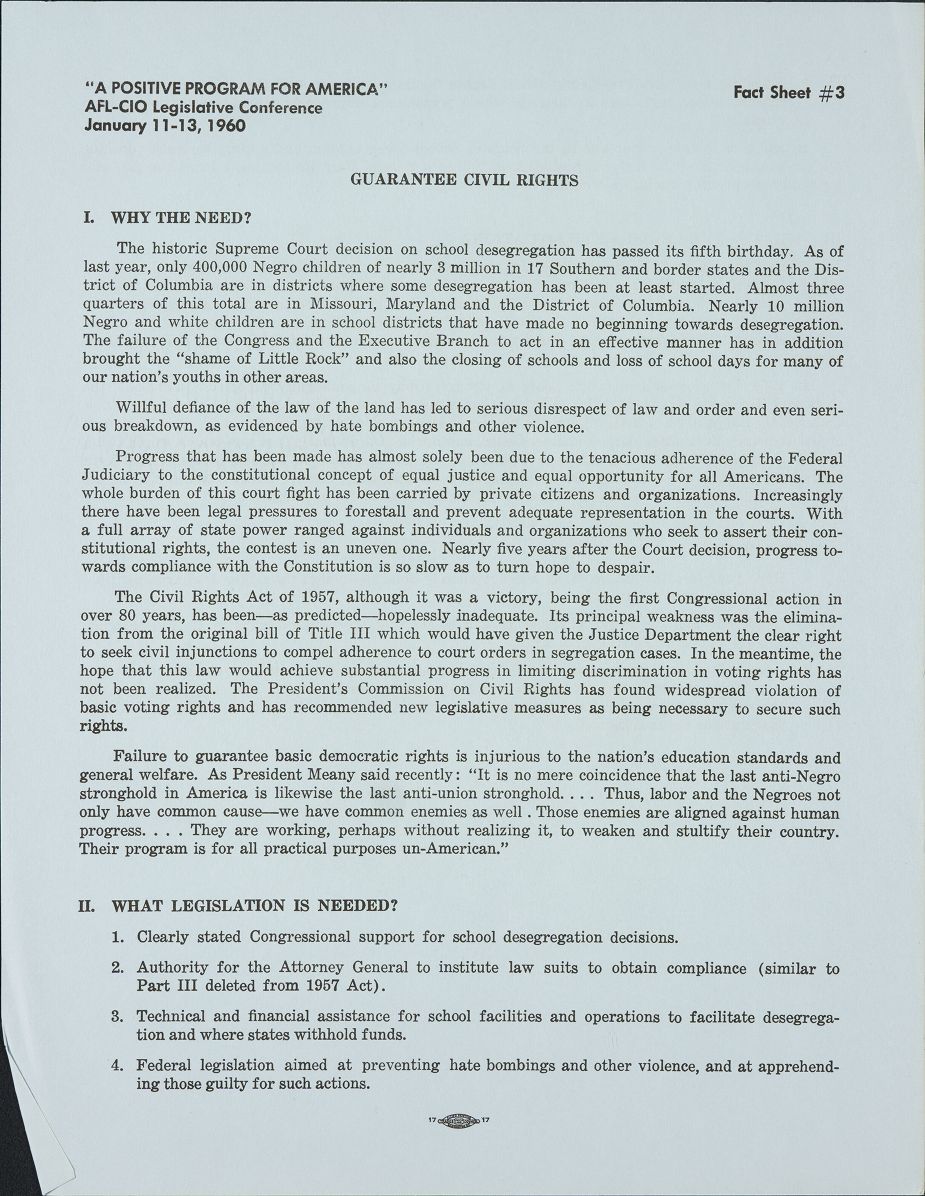 "A POSITIVE PROGRAM FOR AMERICA"
AFL-CIO Legislative Conference
January 11-13, 1960
Fact Sheet #3
GUARANTEE CIVIL RIGHTS
I. WHY THE NEED?
The historic Supreme Court decision on school desegregation has passed its fifth birthday. As of
last year, only 400,000 Negro children of nearly 3 million in 17 Southern and border states and the Dis-
trict of Columbia are in districts where some desegregation has been at least started. Almost three
quarters of this total are in Missouri, Maryland and the District of Columbia. Nearly 10 million
Negro and white children are in school districts that have made no beginning towards desegregation.
The failure of the Congress and the Executive Branch to act in an effective manner has in addition
brought the "shame of Little Rock" and also the closing of schools and loss of school days for many of
our nation's youths in other areas.
Willful defiance of the law of the land has led to serious disrespect of law and order and even seri-
ous breakdown, as evidenced by hate bombings and other violence.
Progress that has been made has almost solely been due to the tenacious adherence of the Federal
Judiciary to the constitutional concept of equal justice and equal opportunity for all Americans. The
whole burden of this court fight has been carried by private citizens and organizations. Increasingly
there have been legal pressures to forestall and prevent adequate representation in the courts. With
a full array of state power ranged against individuals and organizations who seek to assert their con-
stitutional rights, the contest is an uneven one. Nearly five years after the Court decision, progress to-
wards compliance with the Constitution is so slow as to turn hope to despair.
The Civil Rights Act of 1957, although it was a victory, being the first Congressional action in
over 80 years, has been—as predicted—hopelessly inadequate. Its principal weakness was the elimina-
tion from the original bill of Title III which would have given the Justice Department the clear right
to seek civil injunctions to compel adherence to court orders in segregation cases. In the meantime, the
hope that this law would achieve substantial progress in limiting discrimination in voting rights has
not been realized. The President's Commission on Civil Rights has found widespread violation of
basic voting rights and has recommended new legislative measures as being necessary to secure such
rights.
Failure to guarantee basic democratic rights is injurious to the nation's education standards and
general welfare. As President Meany said recently: "It is no mere coincidence that the last anti-Negro
stronghold in America is likewise the last anti-union stronghold. . . . Thus, labor and the Negroes not
only have common cause—we have common enemies as well . Those enemies are aligned against human
progress. . . . They are working, perhaps without realizing it, to weaken and stultify their country.
Their program is for all practical purposes un-American."
II. WHAT LEGISLATION IS NEEDED?
1. Clearly stated Congressional support for school desegregation decisions.
2. Authority for the Attorney General to institute law suits to obtain compliance (similar to
Part III deleted from 1957 Act).
3. Technical and financial assistance for school facilities and operations to facilitate desegrega-
tion and where states withhold funds.
4. Federal legislation aimed at preventing hate bombings and other violence, and at apprehend-
ing those guilty for such actions.
17 17